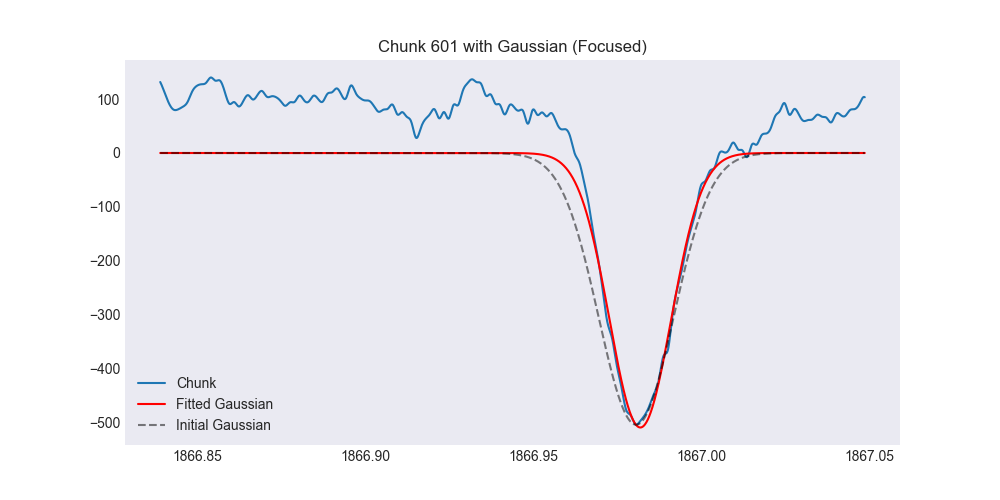 Chunk 601 with Gaussian (Focused)
100
0
−100
−200
−300
−400
−500
Chunk
Fitted Gaussian
Initial Gaussian
1866.85 1866.90 1866.95 1867.00 1867.05